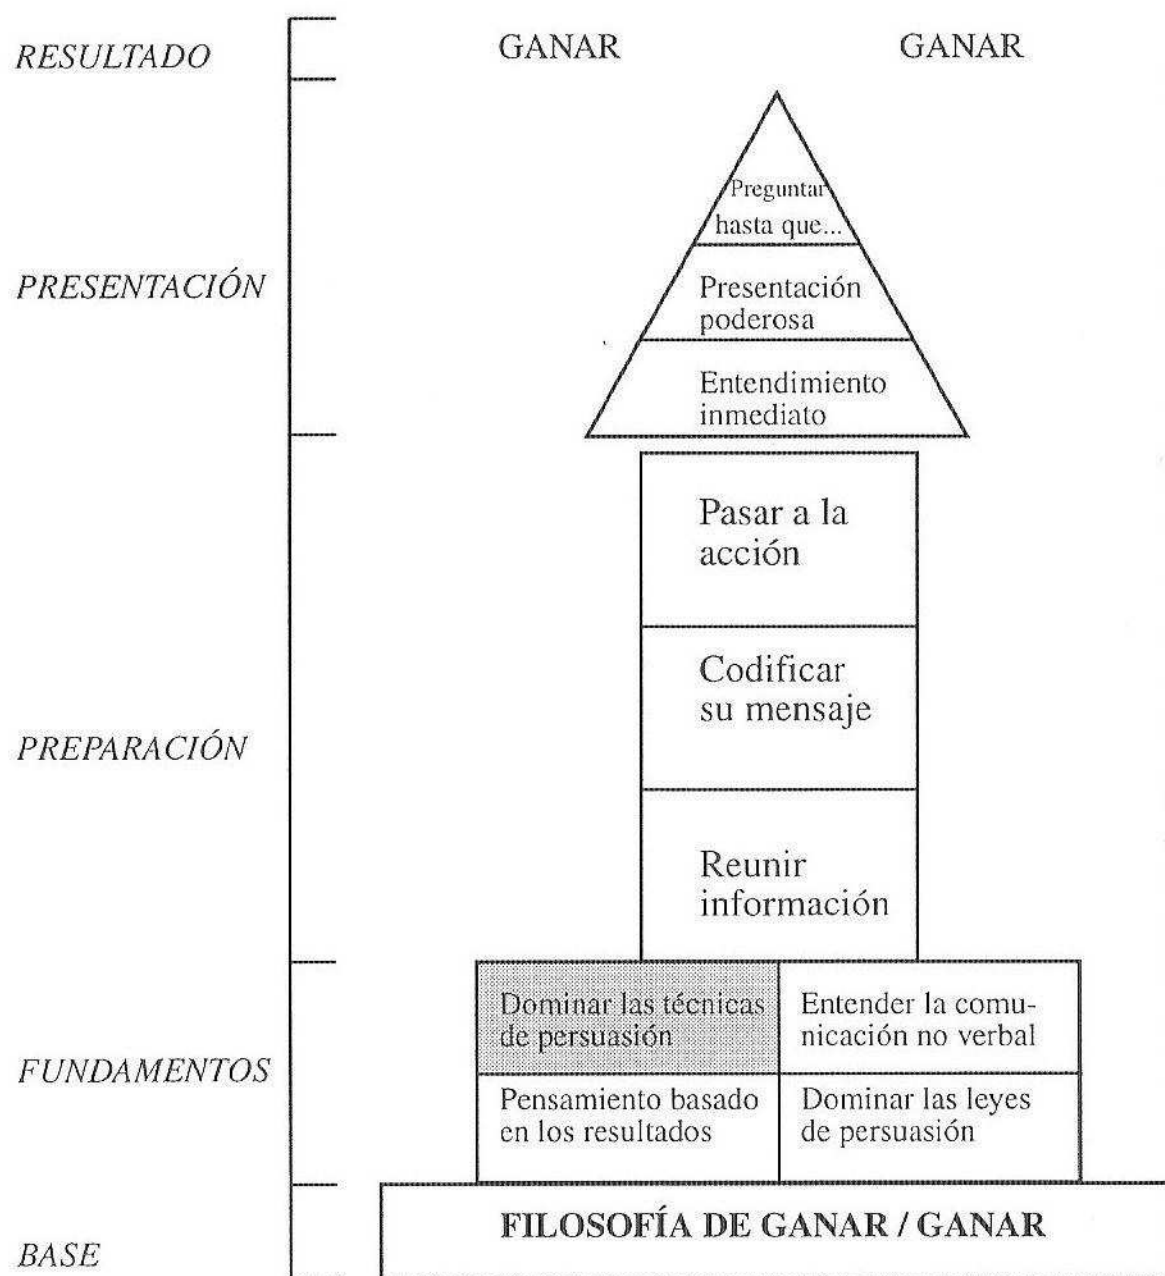 RESULTADO
GANAR GANAR
PRESENTACIÓN
Preguntar
hasta que...
Presentación
poderosa
Entendimiento
inmediato
PREPARACIÓN
Pasar a la
acción
Codificar
su mensaje
Reunir
información
FUNDAMENTOS
Dominar las técnicas
de persuasión
Entender la comu-
nicación no verbal
Pensamiento basado
en los resultados
Dominar las leyes
de persuasión
BASE
FILOSOFÍA DE GANAR / GANAR